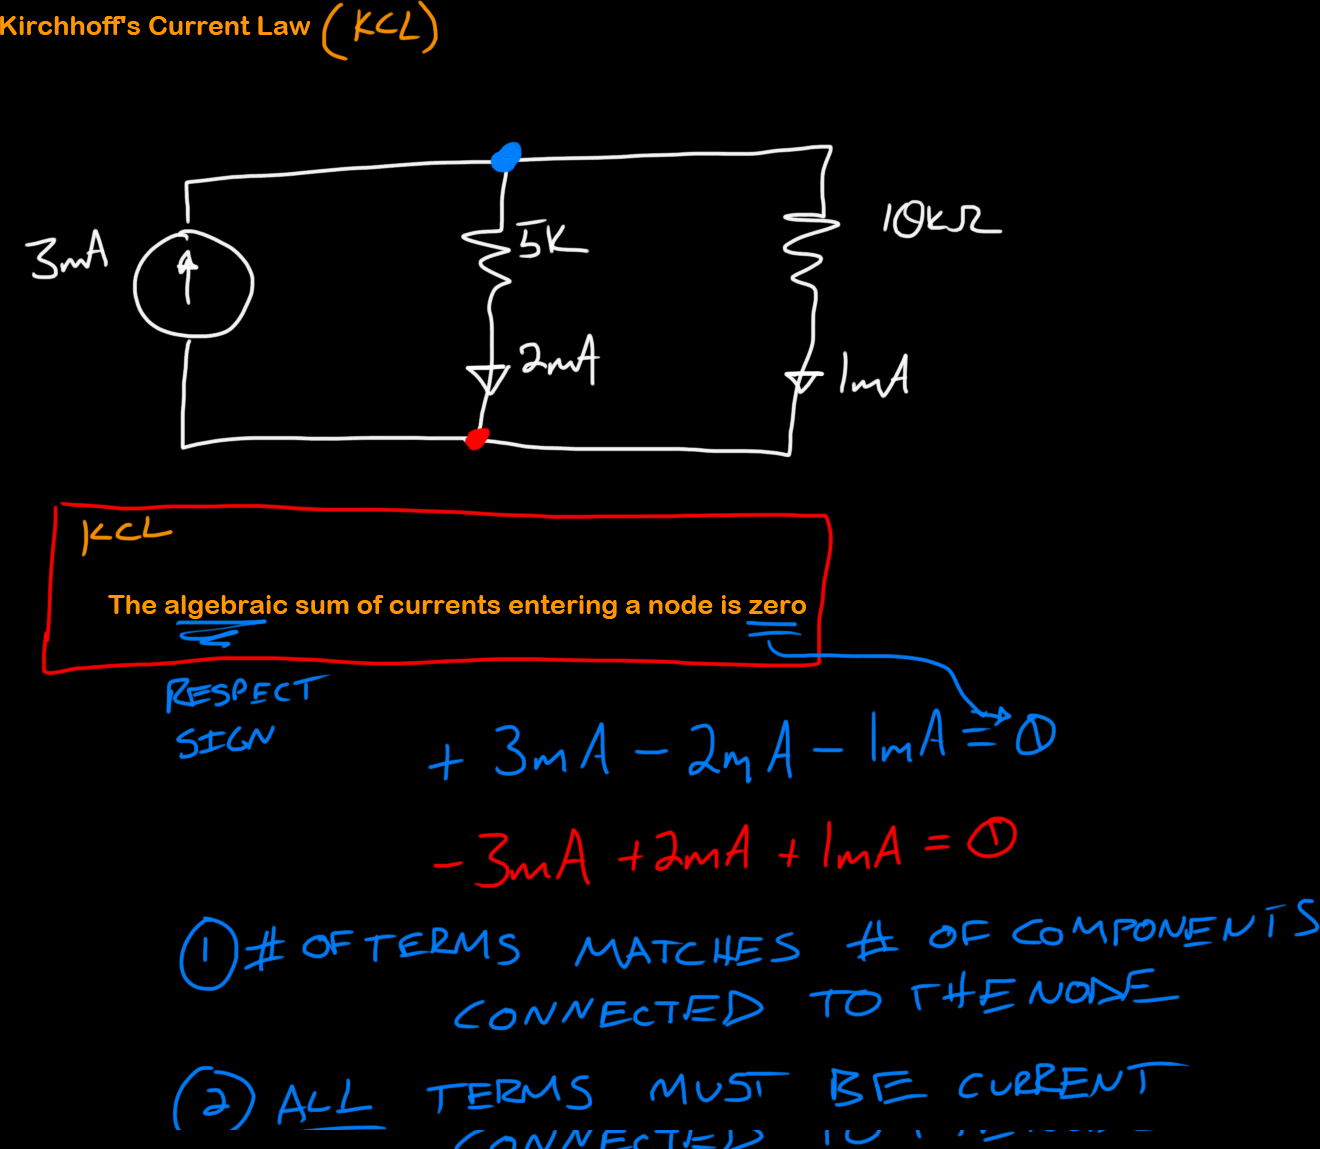 Kirchhoff's Current Law (KCL)
3mA
5K
10kΩ
2mA
1mA
KCL
The algebraic sum of currents entering a node is zero
RESPECT
SIGN
+ 3mA - 2mA - 1mA = 0
- 3mA + 2mA + 1mA = 0
① # OF TERMS MATCHES # OF COMPONENTS
CONNECTED TO THE NODE
② ALL TERMS MUST BE CURRENT